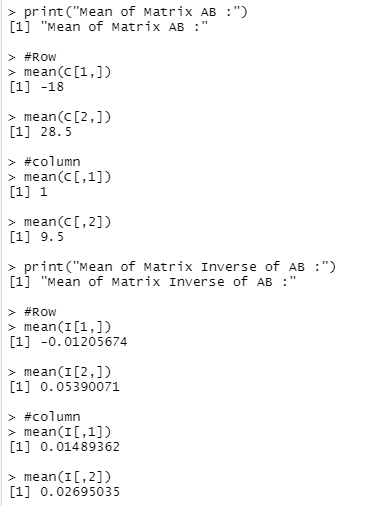 > print("Mean of Matrix AB :")
[1] "Mean of Matrix AB :"
> #Row
> mean(C[1,])
[1] -18
> mean(C[2,])
[1] 28.5
> #column
> mean(C[,1])
[1] 1
> mean(C[,2])
[1] 9.5
> print("Mean of Matrix Inverse of AB :")
[1] "Mean of Matrix Inverse of AB :"
> #Row
> mean(I[1,])
[1] -0.01205674
> mean(I[2,])
[1] 0.05390071
> #column
> mean(I[,1])
[1] 0.01489362
> mean(I[,2])
[1] 0.02695035